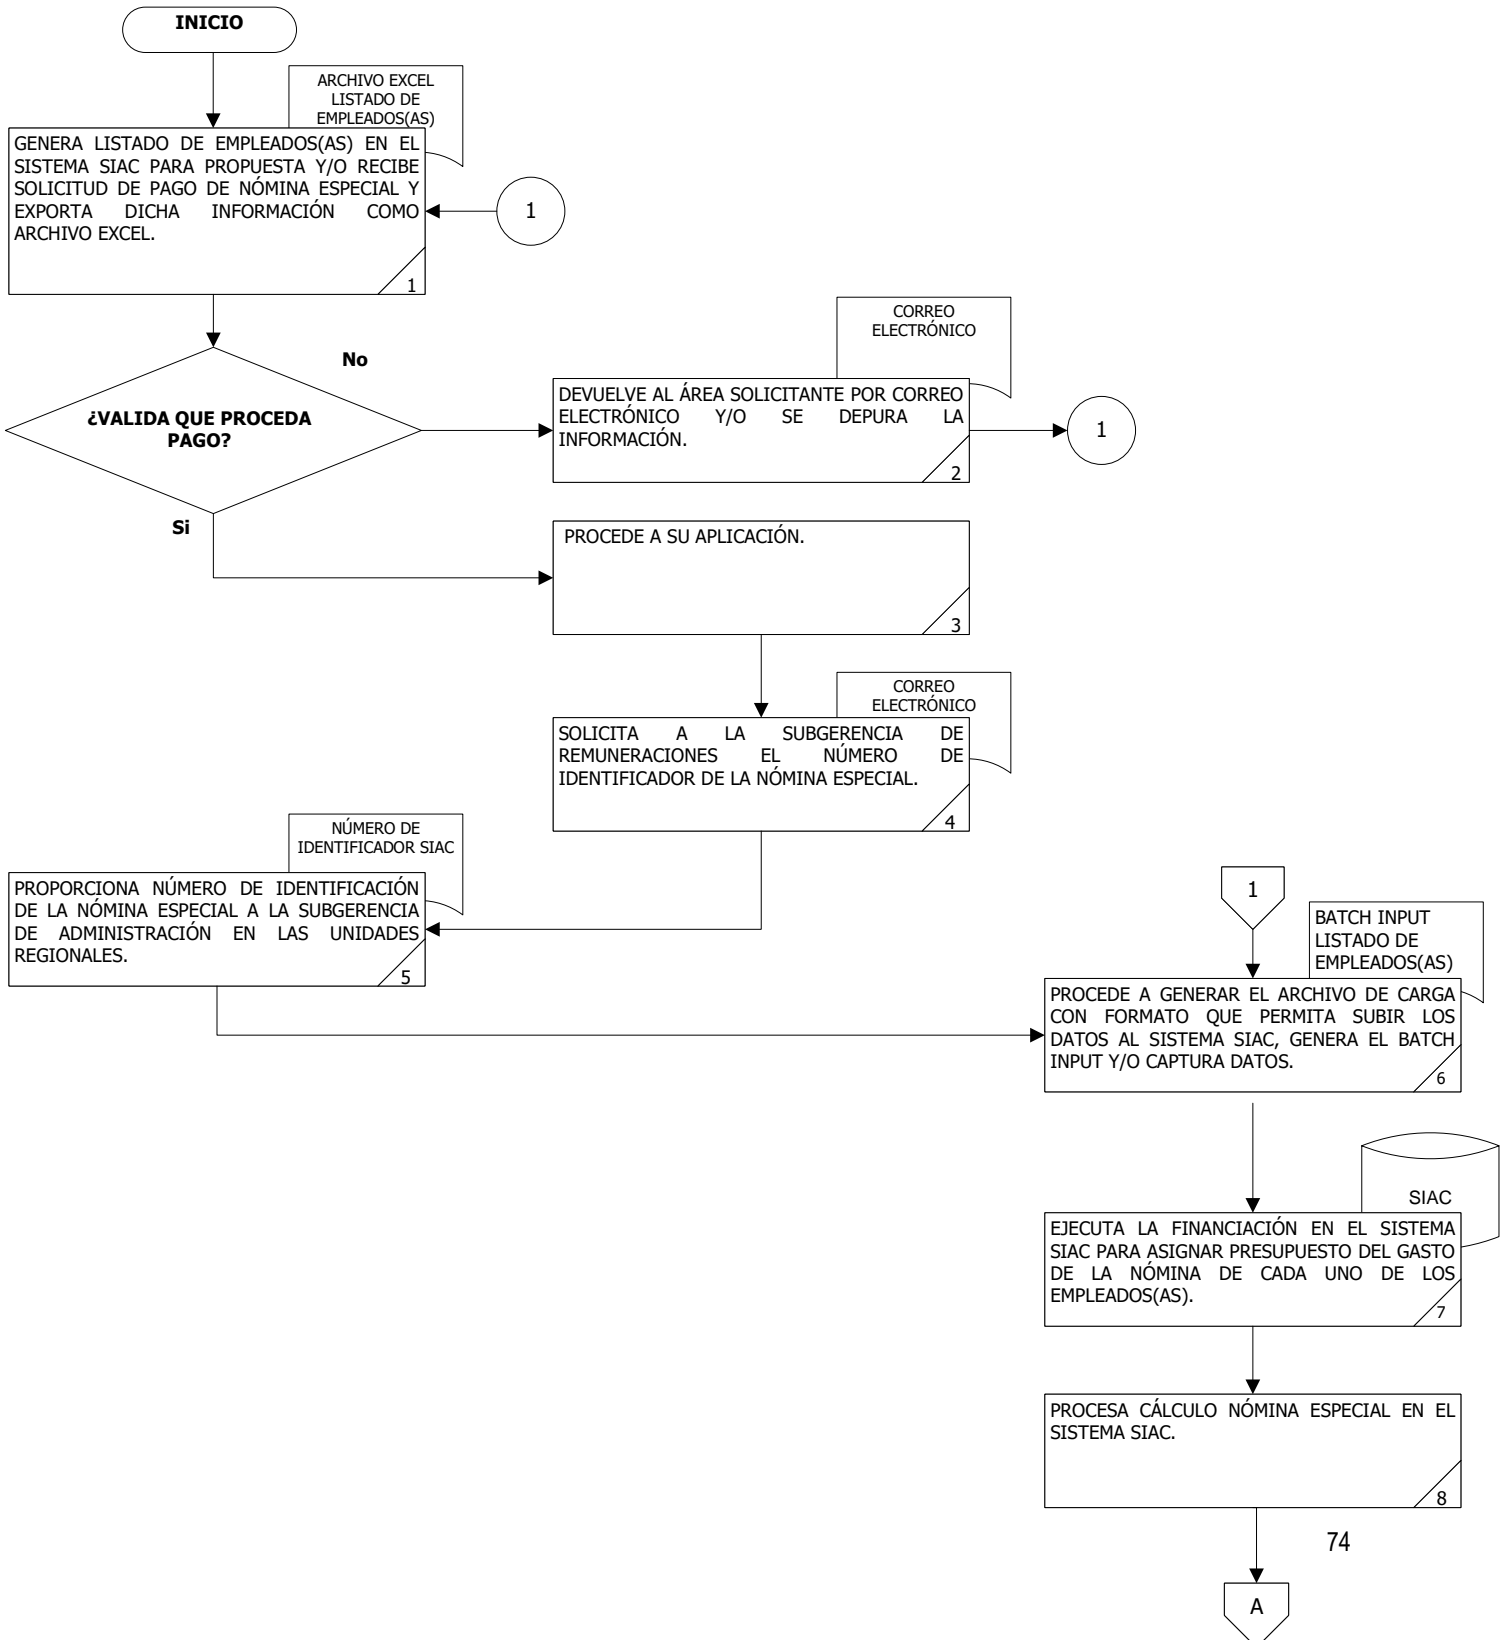 INICIO
ARCHIVO EXCEL
LISTADO DE
EMPLEADOS(AS)
GENERA LISTADO DE EMPLEADOS(AS) EN EL
SISTEMA SIAC PARA PROPUESTA Y/O RECIBE
SOLICITUD DE PAGO DE NÓMINA ESPECIAL Y
EXPORTA DICHA INFORMACIÓN COMO
ARCHIVO EXCEL.
1
1
¿VALIDA QUE PROCEDA
PAGO?
No
Si
CORREO
ELECTRÓNICO
DEVUELVE AL ÁREA SOLICITANTE POR CORREO
ELECTRÓNICO Y/O SE DEPURA LA
INFORMACIÓN.
2
1
PROCEDE A SU APLICACIÓN.
3
CORREO
ELECTRÓNICO
SOLICITA A LA SUBGERENCIA DE
REMUNERACIONES EL NÚMERO DE
IDENTIFICADOR DE LA NÓMINA ESPECIAL.
4
NÚMERO DE
IDENTIFICADOR SIAC
PROPORCIONA NÚMERO DE IDENTIFICACIÓN
DE LA NÓMINA ESPECIAL A LA SUBGERENCIA
DE ADMINISTRACIÓN EN LAS UNIDADES
REGIONALES.
5
1
BATCH INPUT
LISTADO DE
EMPLEADOS(AS)
PROCEDE A GENERAR EL ARCHIVO DE CARGA
CON FORMATO QUE PERMITA SUBIR LOS
DATOS AL SISTEMA SIAC, GENERA EL BATCH
INPUT Y/O CAPTURA DATOS.
6
SIAC
EJECUTA LA FINANCIACIÓN EN EL SISTEMA
SIAC PARA ASIGNAR PRESUPUESTO DEL GASTO
DE LA NÓMINA DE CADA UNO DE LOS
EMPLEADOS(AS).
7
PROCESA CÁLCULO NÓMINA ESPECIAL EN EL
SISTEMA SIAC.
8
74
A